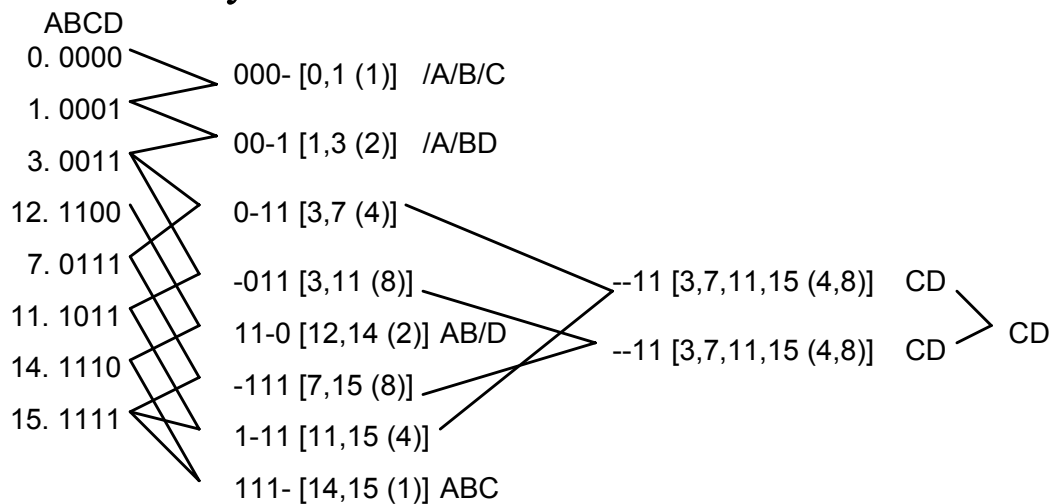 ABCD
0. 0000
1. 0001
3. 0011
12. 1100
7. 0111
11. 1011
14. 1110
15. 1111
000- [0,1 (1)] /A/B/C
00-1 [1,3 (2)] /A/BD
0-11 [3,7 (4)]
-011 [3,11 (8)]
11-0 [12,14 (2)] AB/D
-111 [7,15 (8)]
1-11 [11,15 (4)]
111- [14,15 (1)] ABC
--11 [3,7,11,15 (4,8)] CD
--11 [3,7,11,15 (4,8)] CD
CD